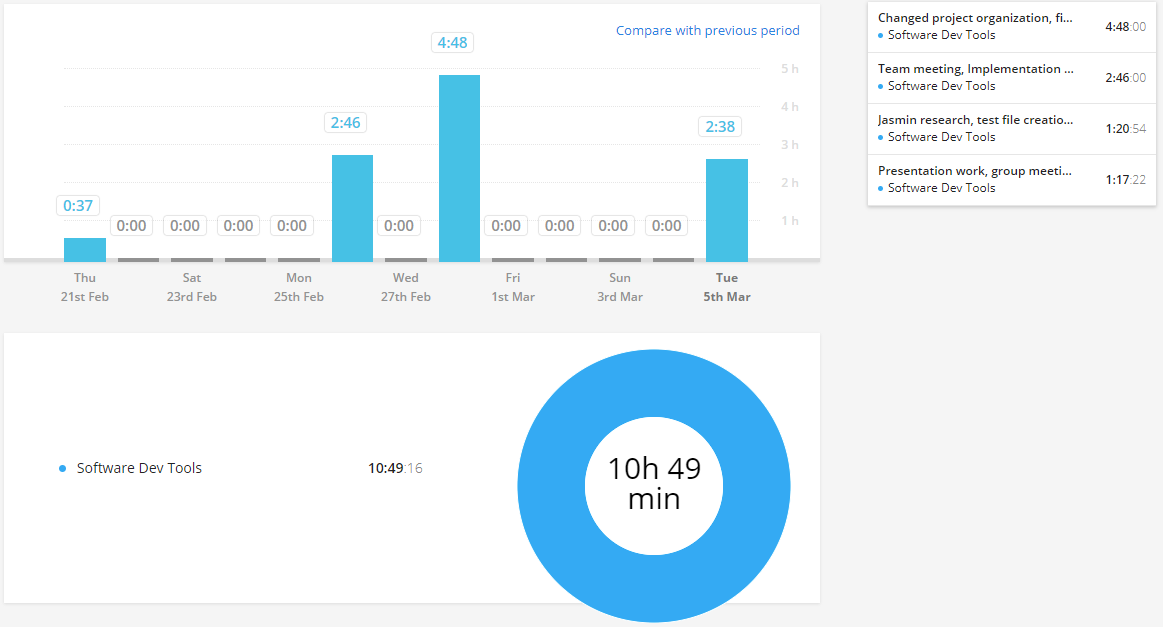 Compare with previous period
4:48
5 h
4 h
2:46
2:38
3 h
2 h
0:37
0:00 0:00 0:00 0:00 0:00 0:00 0:00 0:00 0:00
1 h
Thu Sat Mon Wed Fri Sun Tue
21st Feb 23rd Feb 25th Feb 27th Feb 1st Mar 3rd Mar 5th Mar
Software Dev Tools 10:49:16
10h 49
min
Changed project organization, fi... 4:48:00
Software Dev Tools
Team meeting, Implementation ... 2:46:00
Software Dev Tools
Jasmin research, test file creatio... 1:20:54
Software Dev Tools
Presentation work, group meeti... 1:17:22
Software Dev Tools